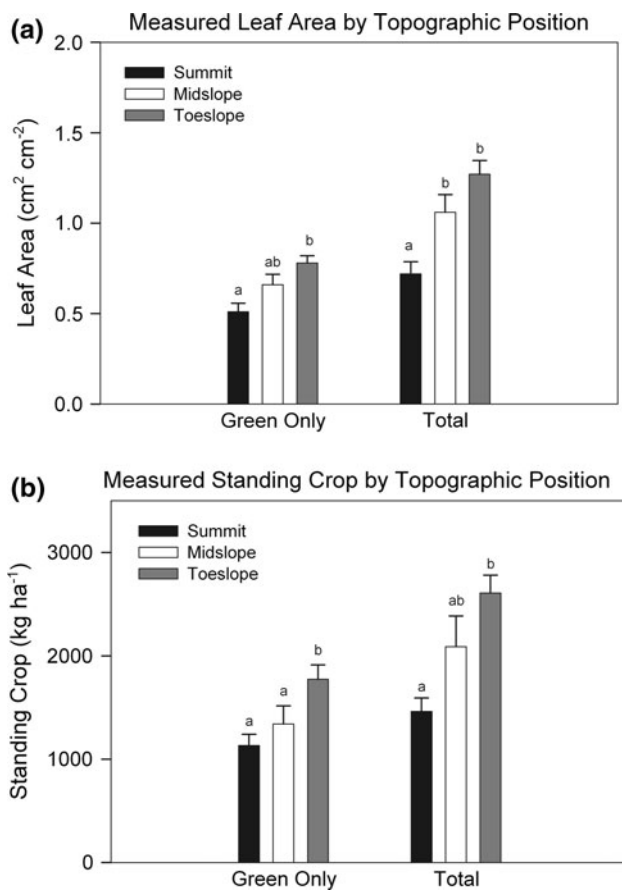 (a)
Measured Leaf Area by Topographic Position
Leaf Area (cm² cm⁻²)
2.0
1.5
1.0
0.5
0.0
Summit
Midslope
Toeslope
a
ab
b
a
b
b
Green Only
Total
(b)
Measured Standing Crop by Topographic Position
Standing Crop (kg ha⁻¹)
3000
2000
1000
0
Summit
Midslope
Toeslope
a
a
b
a
ab
b
Green Only
Total